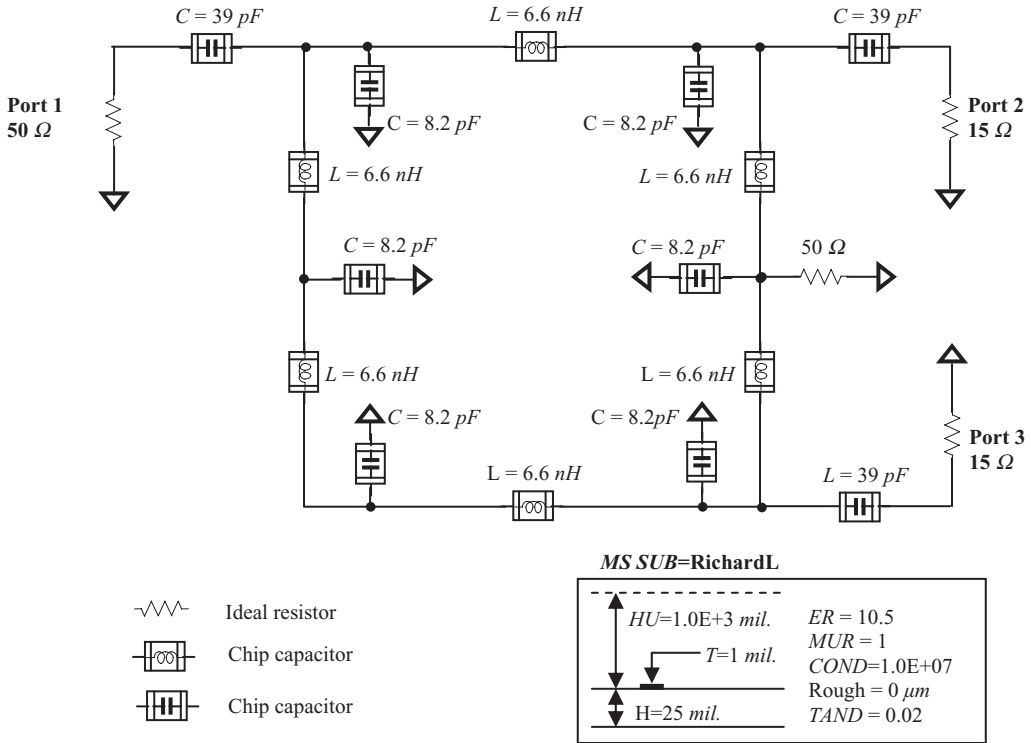 C = 39 pF
L = 6.6 nH
C = 39 pF
Port 1
50 Ω
C = 8.2 pF
C = 8.2 pF
Port 2
15 Ω
L = 6.6 nH
L = 6.6 nH
C = 8.2 pF
C = 8.2 pF
50 Ω
L = 6.6 nH
L = 6.6 nH
C = 8.2 pF
C = 8.2pF
Port 3
15 Ω
L = 6.6 nH
L = 39 pF
MS SUB=RichardL
Ideal resistor
Chip capacitor
Chip capacitor
HU=1.0E+3 mil.
T=1 mil.
H=25 mil.
ER = 10.5
MUR = 1
COND=1.0E+07
Rough = 0 μm
TAND = 0.02